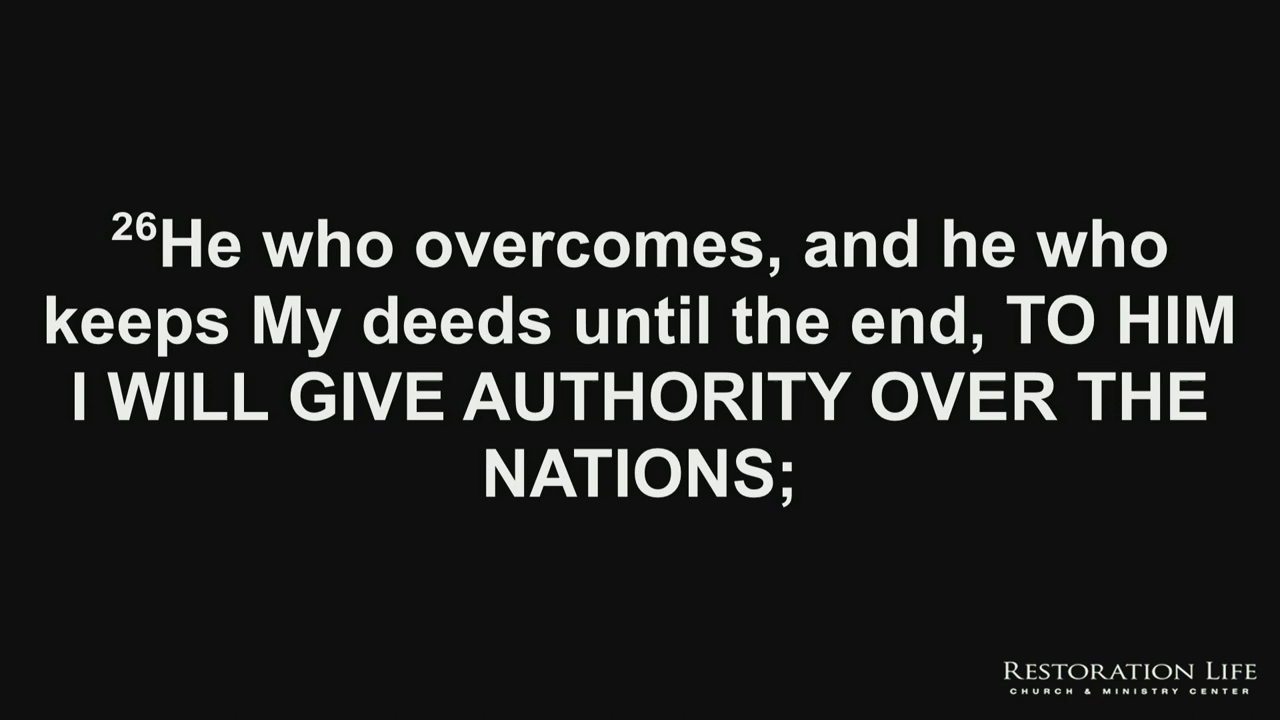 26He who overcomes, and he who
keeps My deeds until the end, TO HIM
I WILL GIVE AUTHORITY OVER THE
NATIONS;
RESTORATION LIFE
CHURCH & MINISTRY CENTER